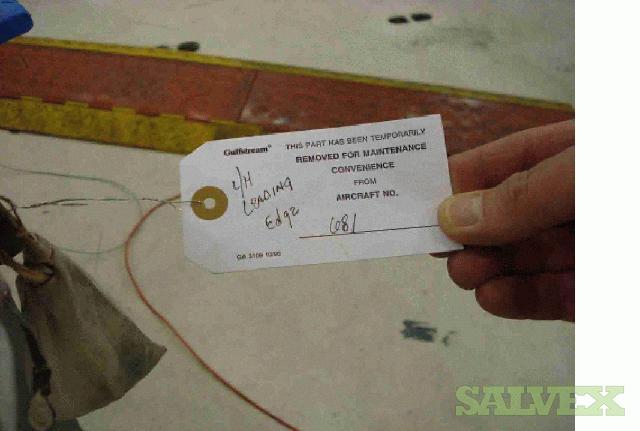 Gulfstream®
THIS PART HAS BEEN TEMPORARILY
REMOVED FOR MAINTENANCE
CONVENIENCE
FROM
AIRCRAFT NO.
L/H
LEADING
Edge
681
SALVEX